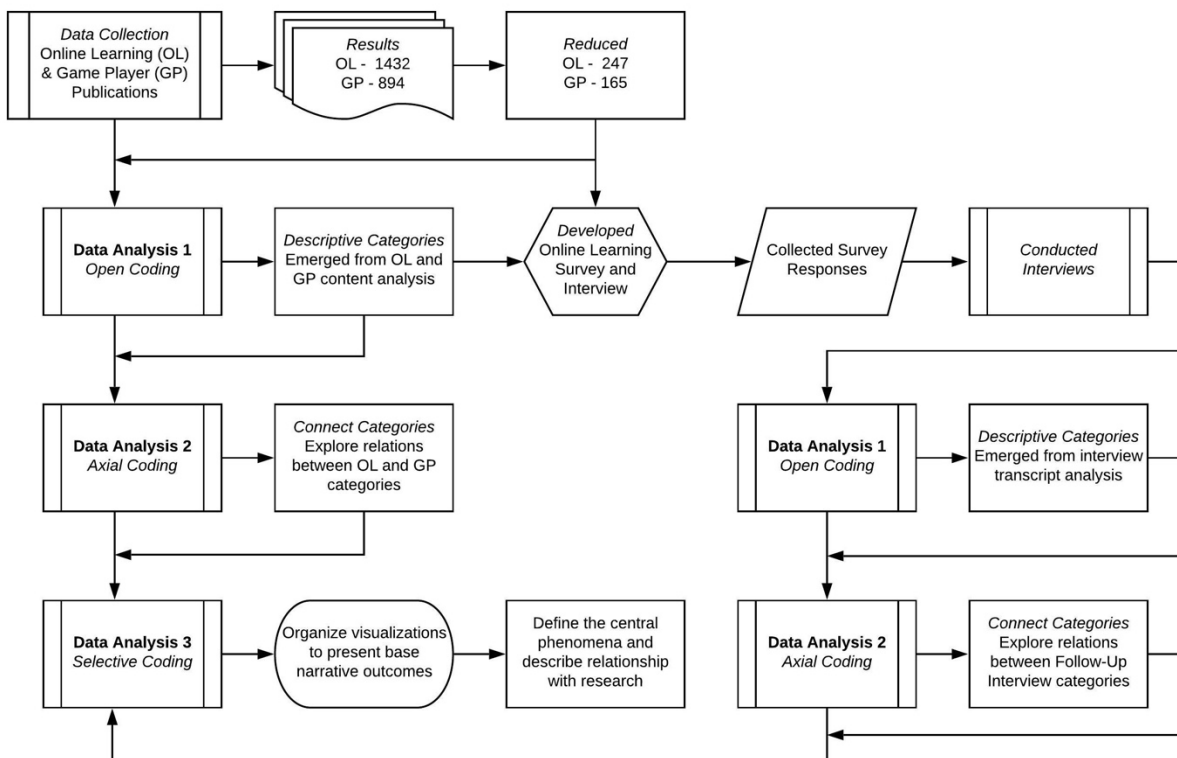 Data Collection
Online Learning (OL)
& Game Player (GP)
Publications
Results
OL - 1432
GP - 894
Reduced
OL - 247
GP - 165
Data Analysis 1
Open Coding
Descriptive Categories
Emerged from OL and
GP content analysis
Developed
Online Learning
Survey and
Interview
Collected Survey
Responses
Conducted
Interviews
Data Analysis 2
Axial Coding
Connect Categories
Explore relations
between OL and GP
categories
Data Analysis 1
Open Coding
Descriptive Categories
Emerged from interview
transcript analysis
Data Analysis 3
Selective Coding
Organize visualizations
to present base
narrative outcomes
Define the central
phenomena and
describe relationship
with research
Data Analysis 2
Axial Coding
Connect Categories
Explore relations
between Follow-Up
Interview categories